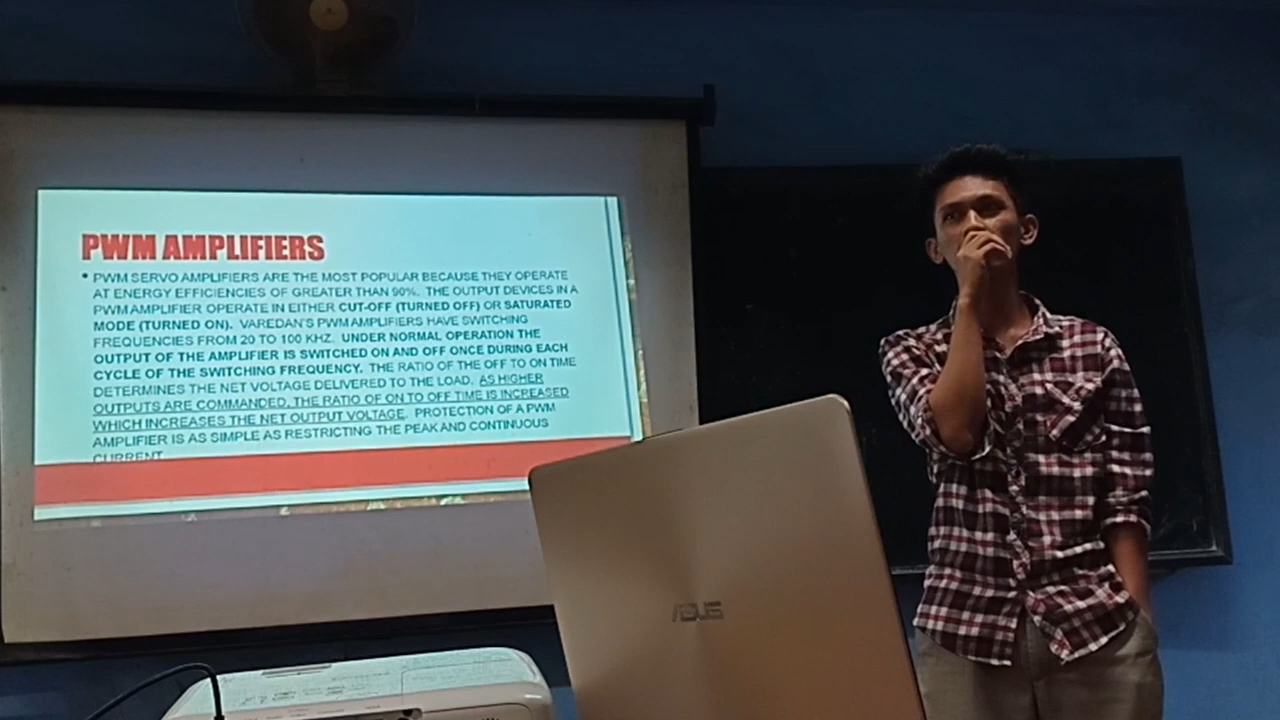 PWM AMPLIFIERS
• PWM SERVO AMPLIFIERS ARE THE MOST POPULAR BECAUSE THEY OPERATE
AT ENERGY EFFICIENCIES OF GREATER THAN 90%. THE OUTPUT DEVICES IN A
PWM AMPLIFIER OPERATE IN EITHER CUT-OFF (TURNED OFF) OR SATURATED
MODE (TURNED ON). VAREDAN'S PWM AMPLIFIERS HAVE SWITCHING
FREQUENCIES FROM 20 TO 100 KHZ. UNDER NORMAL OPERATION THE
OUTPUT OF THE AMPLIFIER IS SWITCHED ON AND OFF ONCE DURING EACH
CYCLE OF THE SWITCHING FREQUENCY. THE RATIO OF THE OFF TO ON TIME
DETERMINES THE NET VOLTAGE DELIVERED TO THE LOAD. AS HIGHER
OUTPUTS ARE COMMANDED, THE RATIO OF ON TO OFF TIME IS INCREASED
WHICH INCREASES THE NET OUTPUT VOLTAGE. PROTECTION OF A PWM
AMPLIFIER IS AS SIMPLE AS RESTRICTING THE PEAK AND CONTINUOUS
CURRENT
ASUS